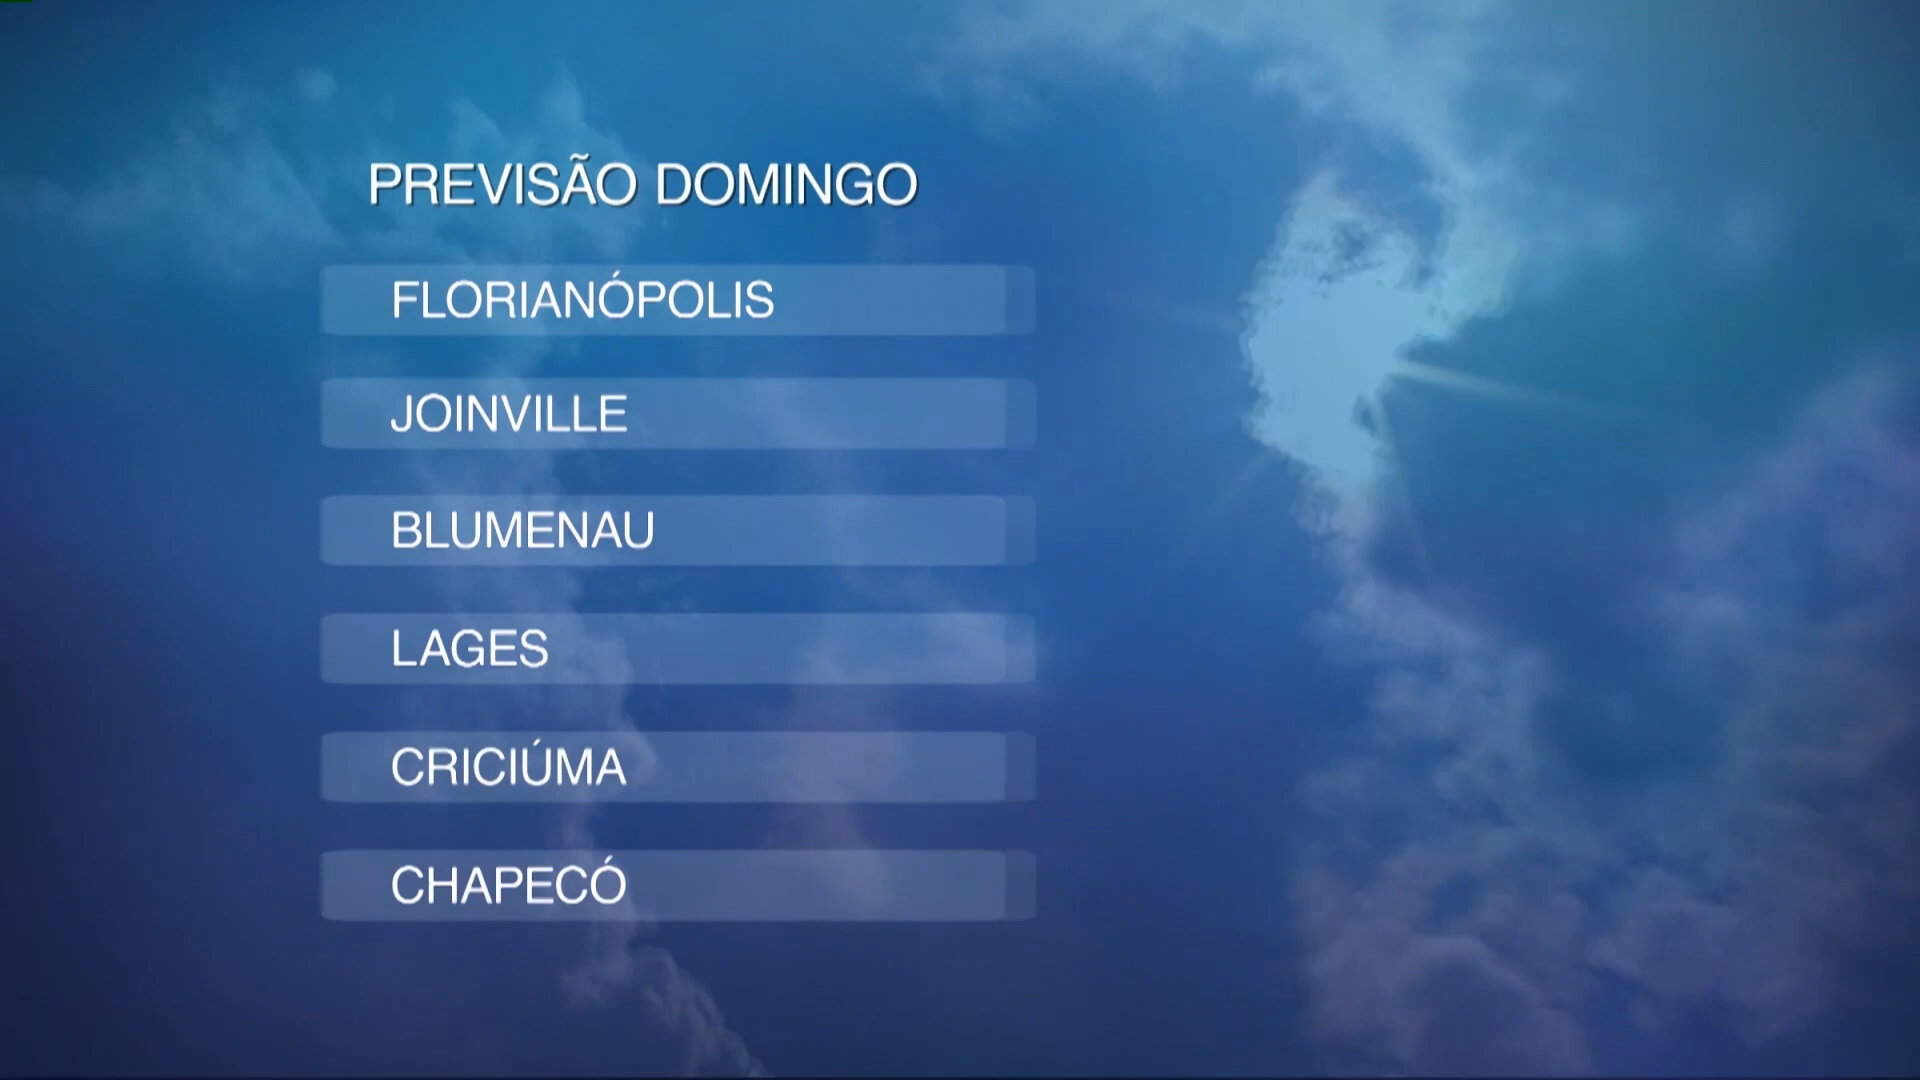 PREVISÃO DOMINGO
FLORIANÓPOLIS
JOINVILLE
BLUMENAU
LAGES
CRICIÚMA
CHAPECÓ